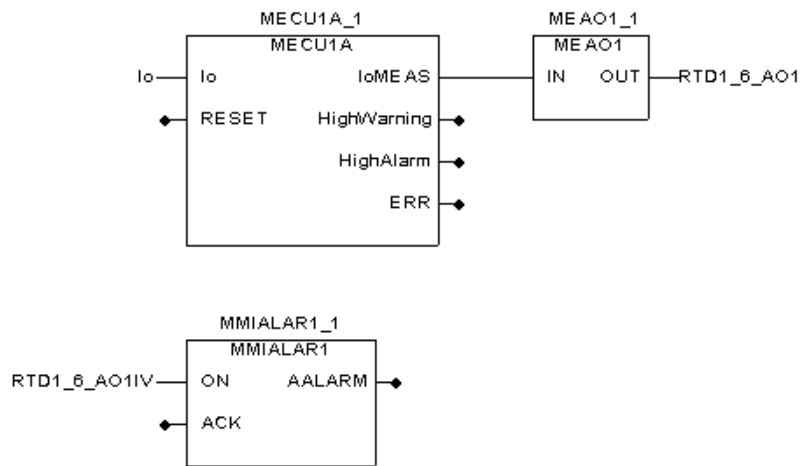 MECU1A_1
MECU1A
Io Io IoMEAS
RESET HighWarning
HighAlarm
ERR
MEAO1_1
MEAO1
IN OUT RTD1_6_AO1
MMIALAR1_1
MMIALAR1
RTD1_6_AO1IV ON AALARM
ACK